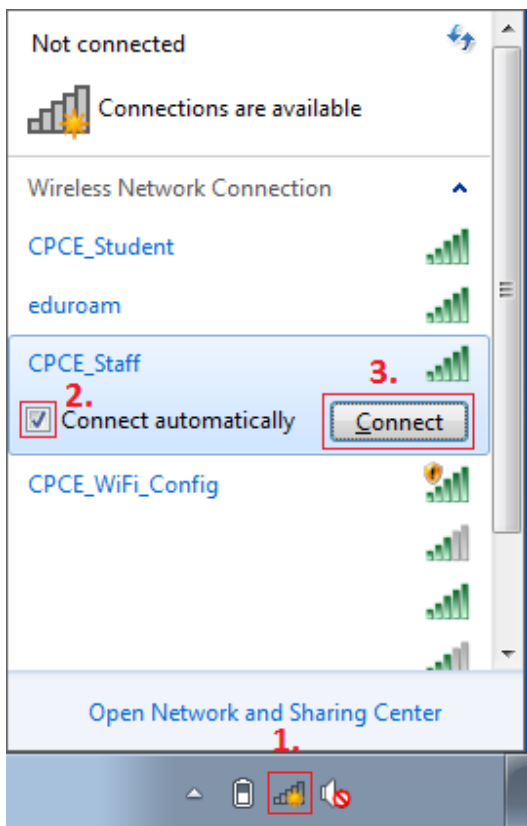 Not connected
Connections are available
Wireless Network Connection
CPCE_Student
eduroam
CPCE_Staff
3.
2.
Connect automatically
Connect
CPCE_WiFi_Config
Open Network and Sharing Center
1.